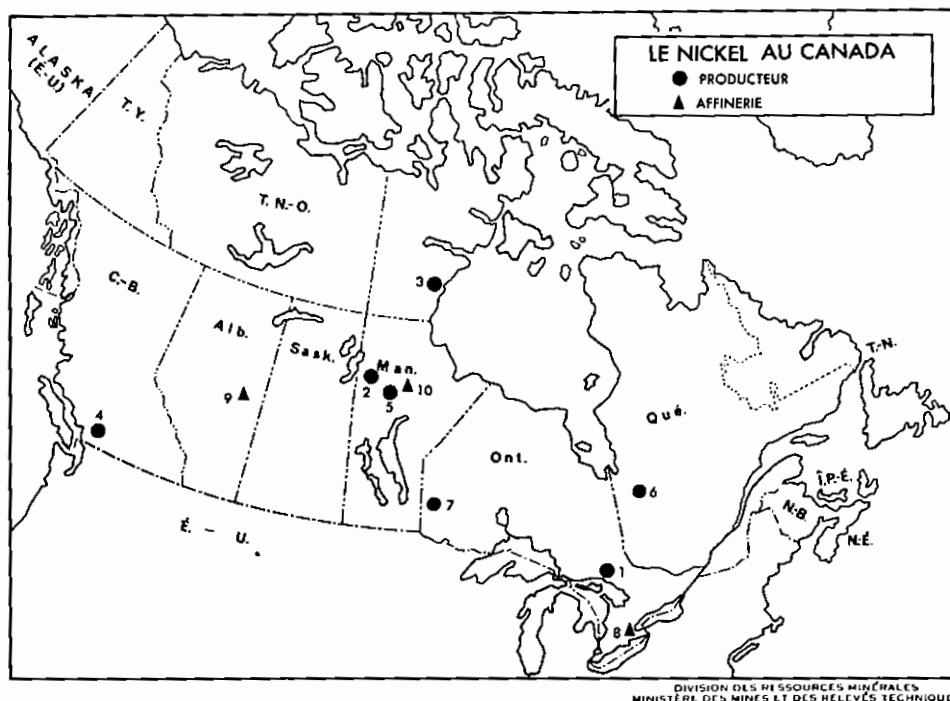 LE NICKEL AU CANADA
● PRODUCTEUR
▲ AFFINERIE
ALASKA
(É-U)
T.Y.
T.N.-O.
C.-B.
3
Alb.
Sask.
Man.
T.-N.
9
2
10
5
Qué.
4
Ont.
6
Î.P.-É.
7
N.-B.
É. - U.
N.-É.
1
8
DIVISION DES RESSOURCES MINÉRALES
MINISTÈRE DES MINES ET DES RELEVÉS TECHNIQUE